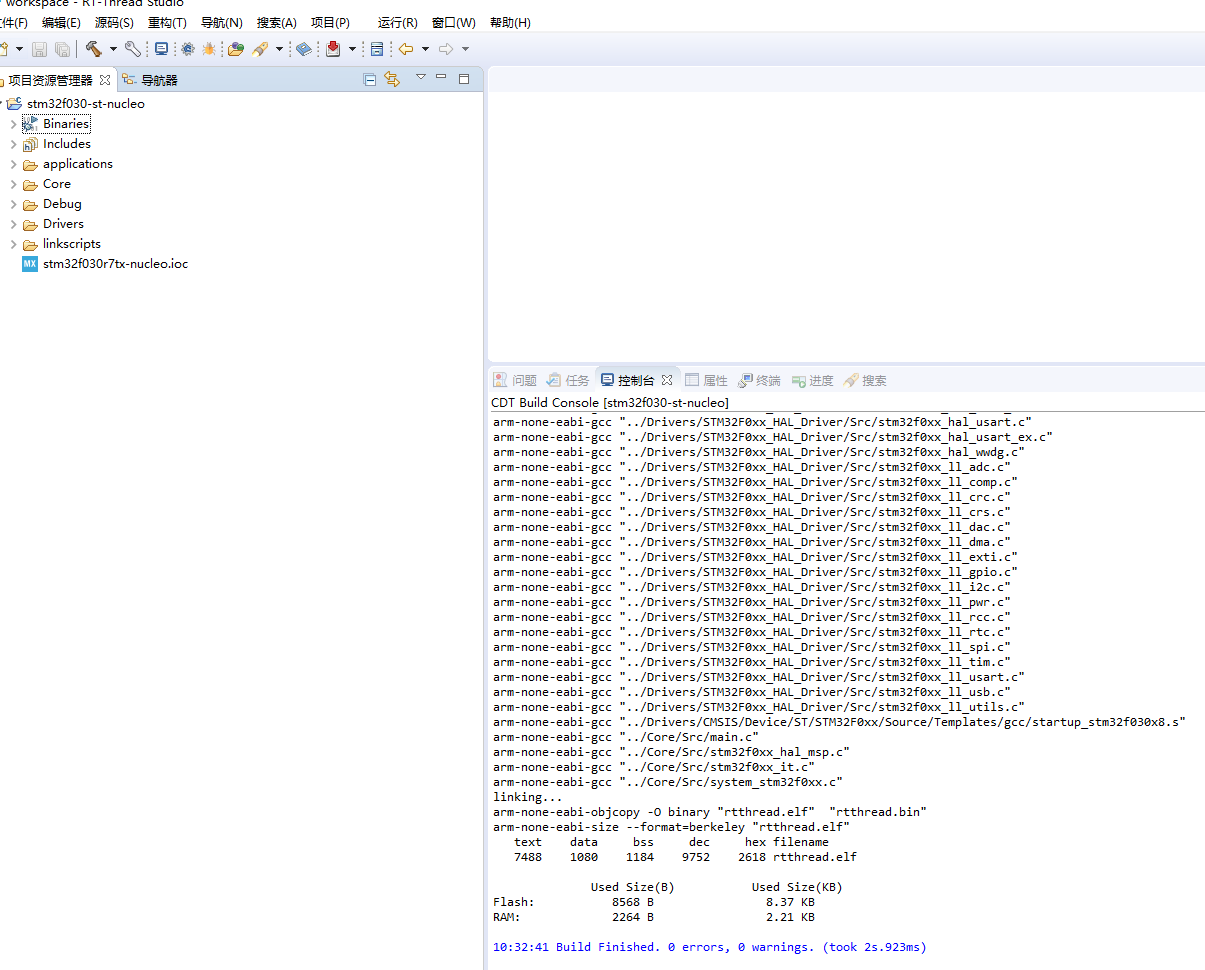 workspace - RT-Thread Studio
件(F) 编辑(E) 源码(S) 重构(T) 导航(N) 搜索(A) 项目(P) 运行(R) 窗口(W) 帮助(H)
项目资源管理器 导航器
stm32f030-st-nucleo
Binaries
Includes
applications
Core
Debug
Drivers
linkscripts
MX stm32f030r7tx-nucleo.ioc
问题 任务 控制台 属性 终端 进度 搜索
CDT Build Console [stm32f030-st-nucleo]
arm-none-eabi-gcc "../Drivers/STM32F0xx_HAL_Driver/Src/stm32f0xx_hal_usart.c"
arm-none-eabi-gcc "../Drivers/STM32F0xx_HAL_Driver/Src/stm32f0xx_hal_usart_ex.c"
arm-none-eabi-gcc "../Drivers/STM32F0xx_HAL_Driver/Src/stm32f0xx_hal_wwdg.c"
arm-none-eabi-gcc "../Drivers/STM32F0xx_HAL_Driver/Src/stm32f0xx_ll_adc.c"
arm-none-eabi-gcc "../Drivers/STM32F0xx_HAL_Driver/Src/stm32f0xx_ll_comp.c"
arm-none-eabi-gcc "../Drivers/STM32F0xx_HAL_Driver/Src/stm32f0xx_ll_crc.c"
arm-none-eabi-gcc "../Drivers/STM32F0xx_HAL_Driver/Src/stm32f0xx_ll_crs.c"
arm-none-eabi-gcc "../Drivers/STM32F0xx_HAL_Driver/Src/stm32f0xx_ll_dac.c"
arm-none-eabi-gcc "../Drivers/STM32F0xx_HAL_Driver/Src/stm32f0xx_ll_dma.c"
arm-none-eabi-gcc "../Drivers/STM32F0xx_HAL_Driver/Src/stm32f0xx_ll_exti.c"
arm-none-eabi-gcc "../Drivers/STM32F0xx_HAL_Driver/Src/stm32f0xx_ll_gpio.c"
arm-none-eabi-gcc "../Drivers/STM32F0xx_HAL_Driver/Src/stm32f0xx_ll_i2c.c"
arm-none-eabi-gcc "../Drivers/STM32F0xx_HAL_Driver/Src/stm32f0xx_ll_pwr.c"
arm-none-eabi-gcc "../Drivers/STM32F0xx_HAL_Driver/Src/stm32f0xx_ll_rcc.c"
arm-none-eabi-gcc "../Drivers/STM32F0xx_HAL_Driver/Src/stm32f0xx_ll_rtc.c"
arm-none-eabi-gcc "../Drivers/STM32F0xx_HAL_Driver/Src/stm32f0xx_ll_spi.c"
arm-none-eabi-gcc "../Drivers/STM32F0xx_HAL_Driver/Src/stm32f0xx_ll_tim.c"
arm-none-eabi-gcc "../Drivers/STM32F0xx_HAL_Driver/Src/stm32f0xx_ll_usart.c"
arm-none-eabi-gcc "../Drivers/STM32F0xx_HAL_Driver/Src/stm32f0xx_ll_usb.c"
arm-none-eabi-gcc "../Drivers/STM32F0xx_HAL_Driver/Src/stm32f0xx_ll_utils.c"
arm-none-eabi-gcc "../Drivers/CMSIS/Device/ST/STM32F0xx/Source/Templates/gcc/startup_stm32f030x8.s"
arm-none-eabi-gcc "../Core/Src/main.c"
arm-none-eabi-gcc "../Core/Src/stm32f0xx_hal_msp.c"
arm-none-eabi-gcc "../Core/Src/stm32f0xx_it.c"
arm-none-eabi-gcc "../Core/Src/system_stm32f0xx.c"
linking...
arm-none-eabi-objcopy -O binary "rtthread.elf"  "rtthread.bin"
arm-none-eabi-size --format=berkeley "rtthread.elf"
text data bss dec hex filename
7488 1080 1184 9752 2618 rtthread.elf
Used Size(B) Used Size(KB)
Flash: 8568 B 8.37 KB
RAM: 2264 B 2.21 KB
10:32:41 Build Finished. 0 errors, 0 warnings. (took 2s.923ms)